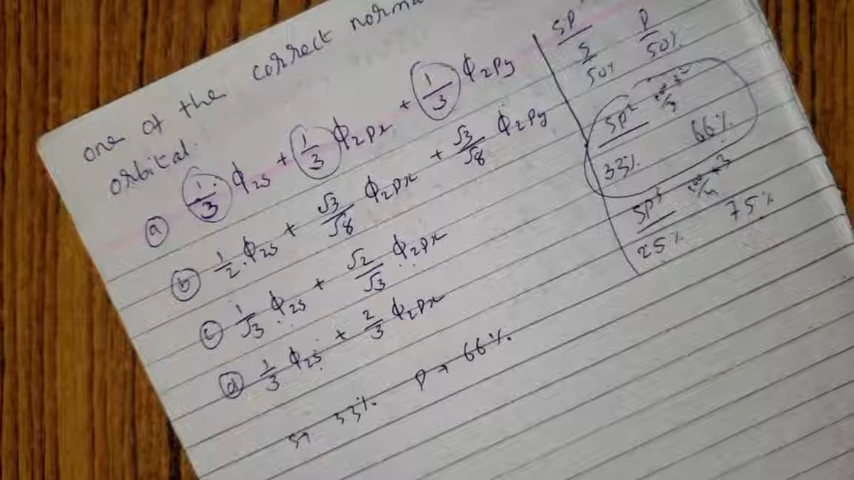 one of the correct norma
orbital.
(a) 1/3 φ2s + 1/3 φ2px + 1/3 φ2py
(b) 1/2 φ2s + √3/√8 φ2px + √3/√8 φ2py
(c) 1/√3 φ2s + √2/√3 φ2px
(d) 1/3 φ2s + 2/3 φ2px
s→ 33% p→ 66%
SP
S P
50% 50%
SP²
33% 66%
SP³
25% 75%